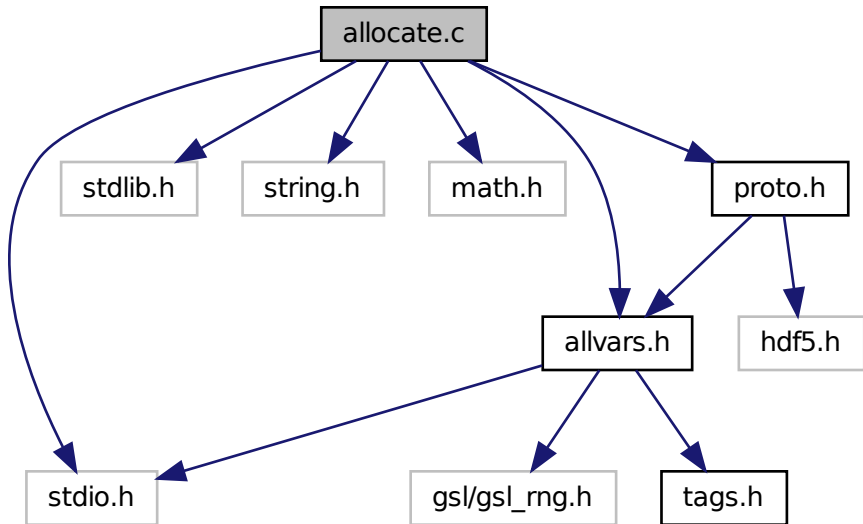 allocate.c
stdlib.h
string.h
math.h
proto.h
allvars.h
hdf5.h
stdio.h
gsl/gsl_rng.h
tags.h